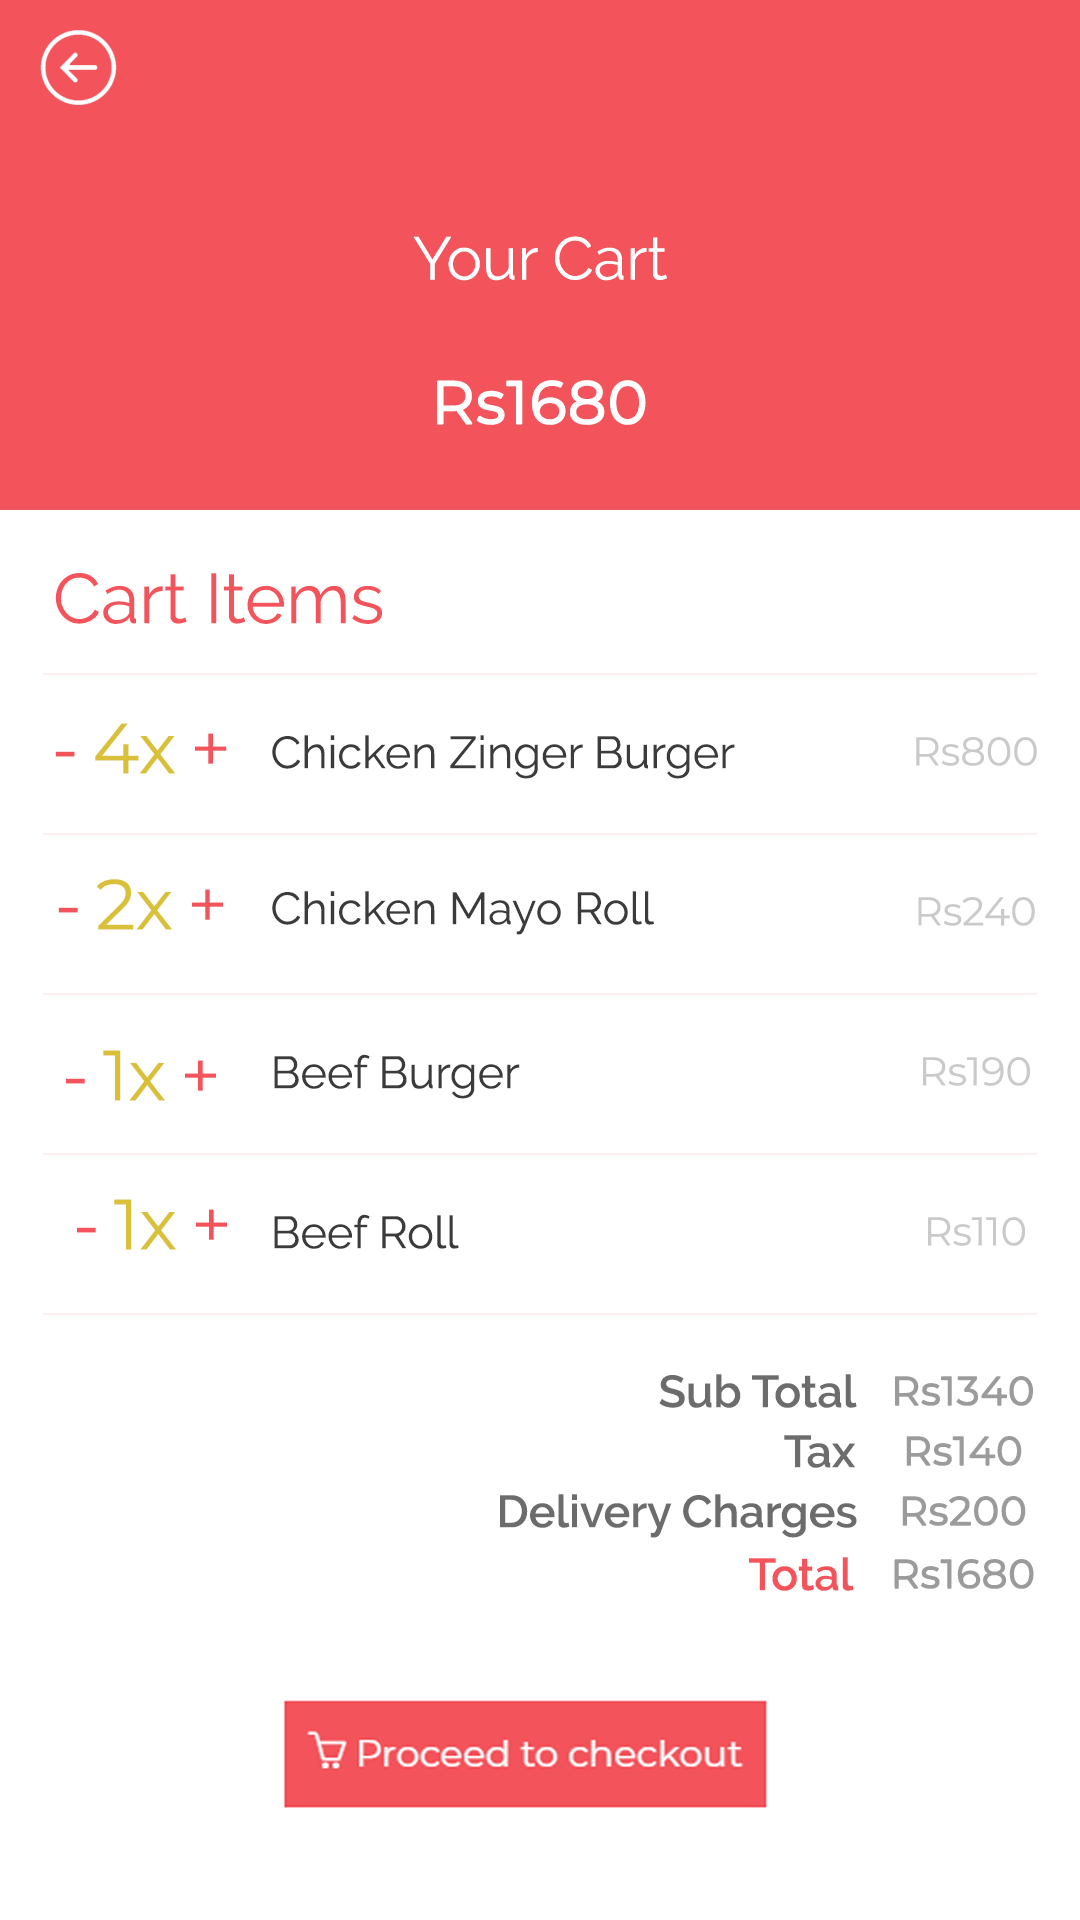 Your Cart
Rs1680
Cart Items
- 4x + Chicken Zinger Burger Rs800
- 2x + Chicken Mayo Roll Rs240
- 1x + Beef Burger Rs190
- 1x + Beef Roll Rs110
Sub Total Rs1340
Tax Rs140
Delivery Charges Rs200
Total Rs1680
Proceed to checkout